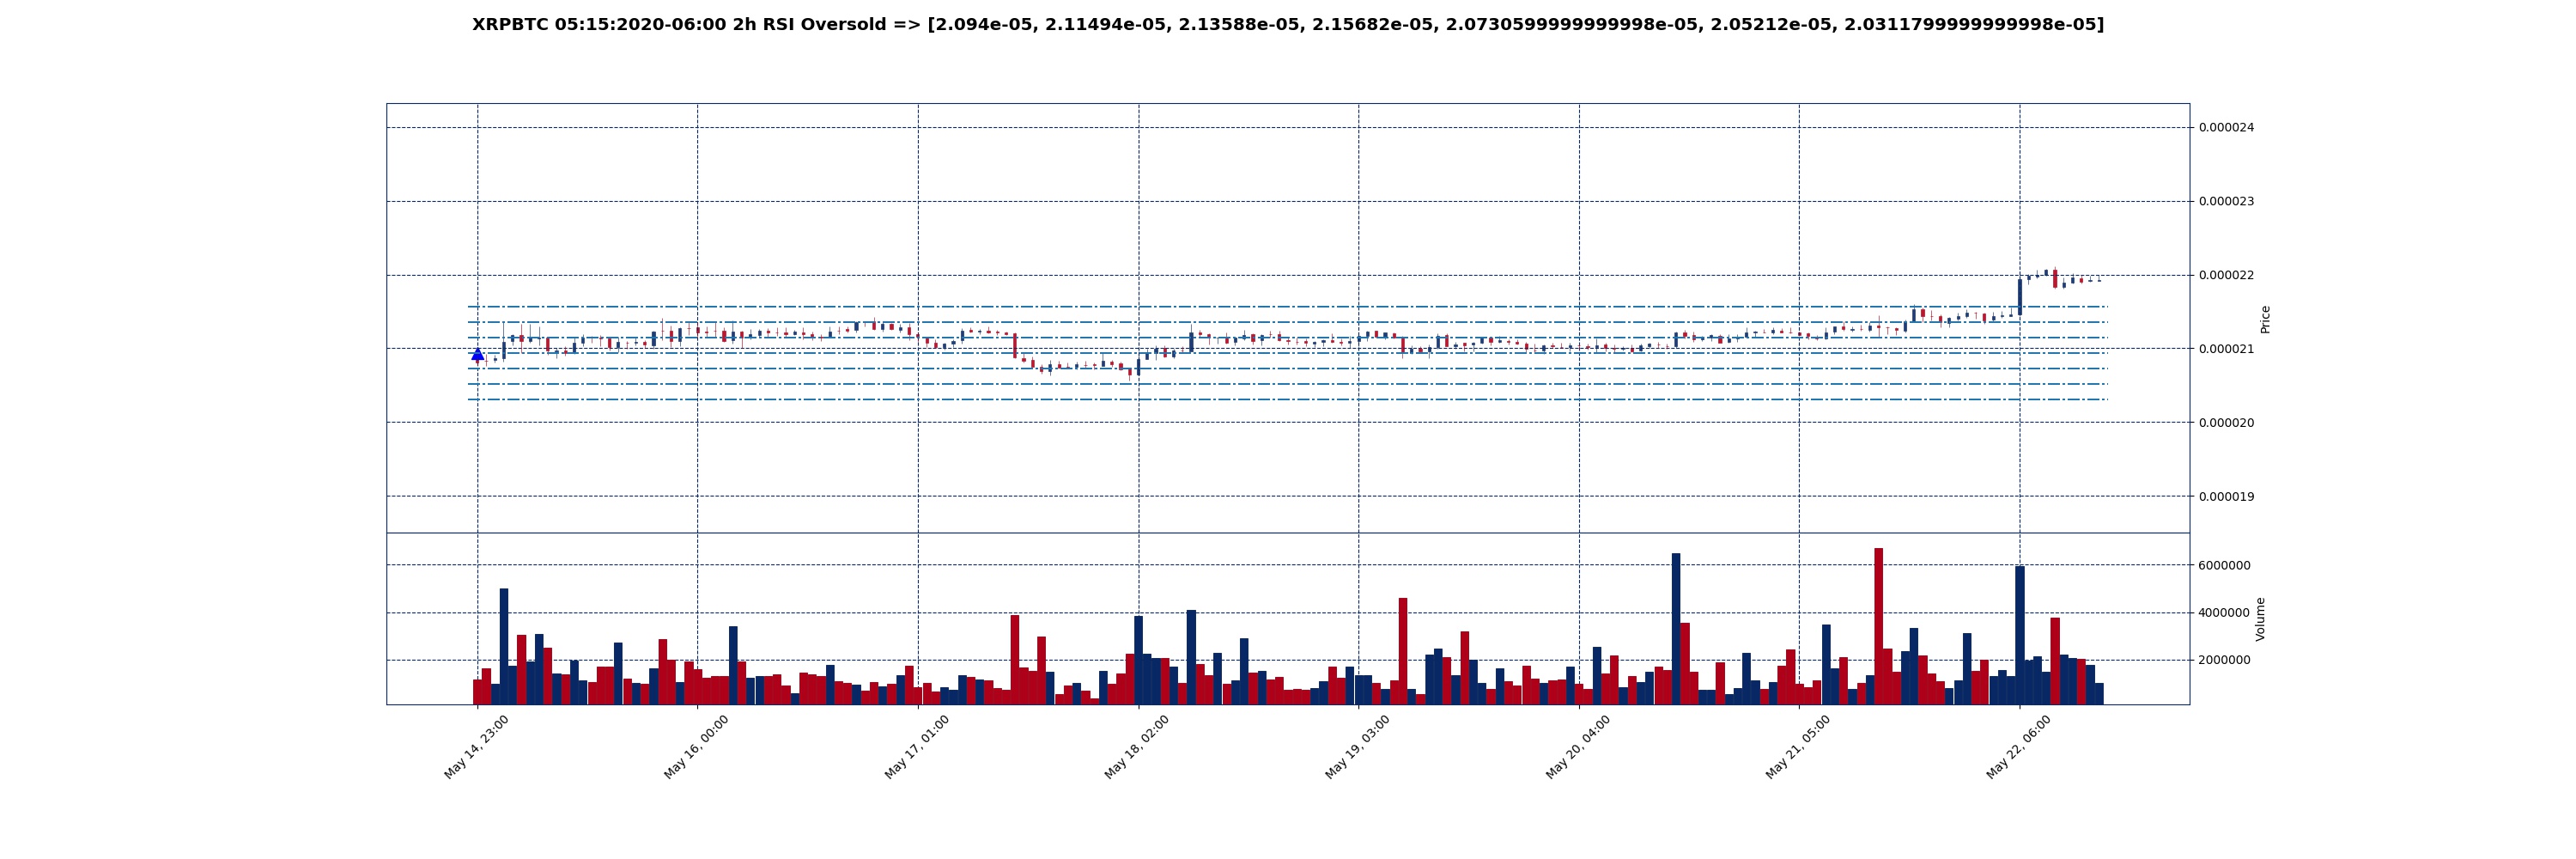 XRPBTC 05:15:2020-06:00 2h RSI Oversold => [2.094e-05, 2.11494e-05, 2.13588e-05, 2.15682e-05, 2.0730599999999998e-05, 2.05212e-05, 2.0311799999999998e-05]
0.000024
0.000023
0.000022
0.000021
0.000020
0.000019
Price
6000000
4000000
2000000
Volume
May 14, 23:00
May 16, 00:00
May 17, 01:00
May 18, 02:00
May 19, 03:00
May 20, 04:00
May 21, 05:00
May 22, 06:00